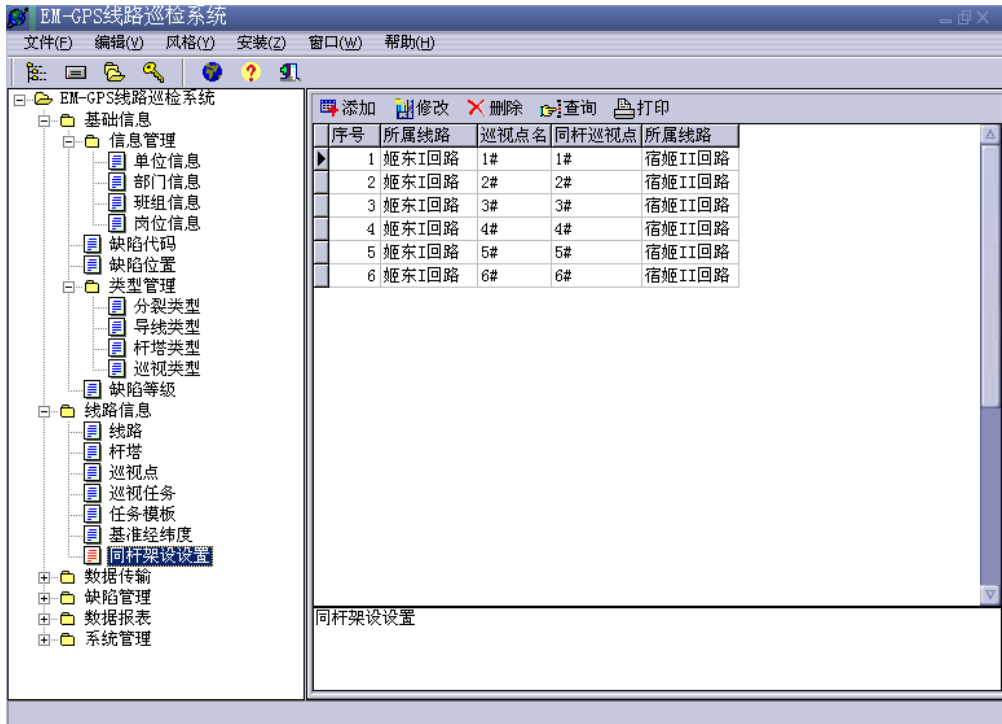 EM-GPS线路巡检系统
文件(F) 编辑(V) 风格(Y) 安装(Z) 窗口(W) 帮助(H)
EM-GPS线路巡检系统
基础信息
信息管理
单位信息
部门信息
班组信息
岗位信息
缺陷代码
缺陷位置
类型管理
分裂类型
导线类型
杆塔类型
巡视类型
缺陷等级
线路信息
线路
杆塔
巡视点
巡视任务
任务模板
基准经纬度
同杆架设设置
数据传输
缺陷管理
数据报表
系统管理
添加 修改 删除 查询 打印
序号 所属线路 巡视点名 同杆巡视点 所属线路
1 姬东I回路 1# 1# 宿姬II回路
2 姬东I回路 2# 2# 宿姬II回路
3 姬东I回路 3# 3# 宿姬II回路
4 姬东I回路 4# 4# 宿姬II回路
5 姬东I回路 5# 5# 宿姬II回路
6 姬东I回路 6# 6# 宿姬II回路
同杆架设设置